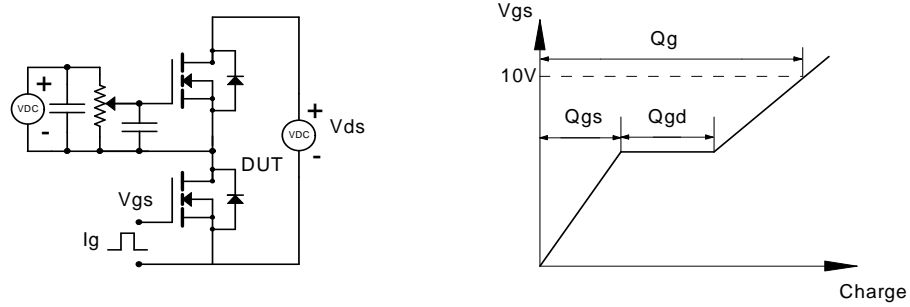 +
VDC
-
DUT
+
VDC
Vds
-
Vgs
Ig
Vgs
Qg
10V
Qgs
Qgd
Charge